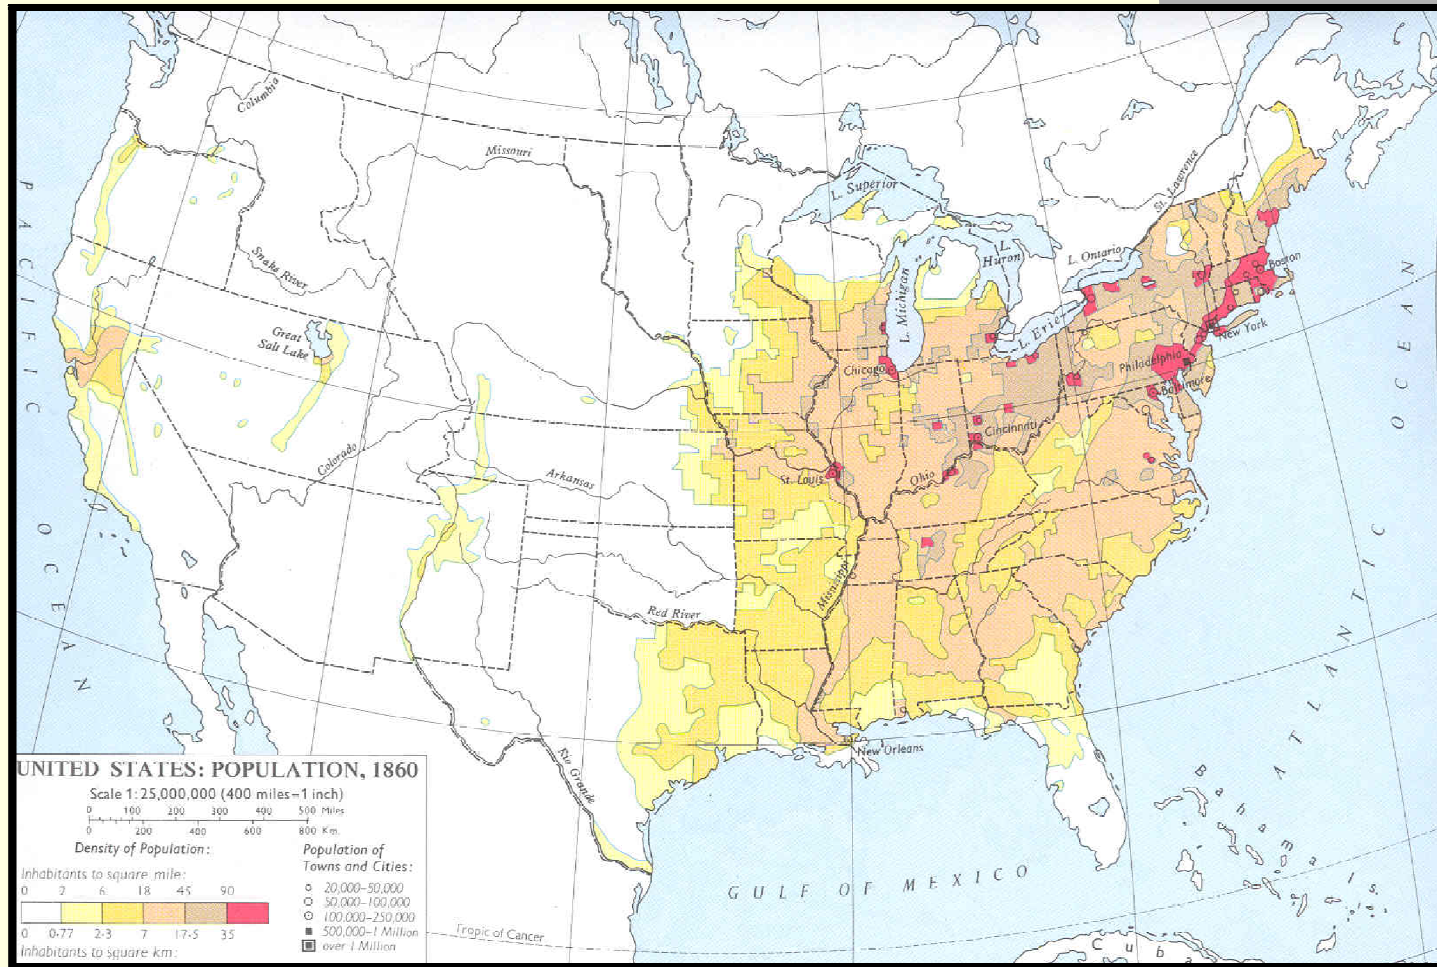 Columbia
Missouri
L. Superior
St. Lawrence
L. Huron
L. Ontario
Snake River
L. Michigan
L. Erie
Boston
New York
Great
Salt Lake
Chicago
Philadelphia
Baltimore
Cincinnati
Colorado
Arkansas
St. Louis
Ohio
Mississippi
Red River
New Orleans
Rio Grande
PACIFIC OCEAN
ATLANTIC OCEAN
GULF OF MEXICO
Bahama Is.
Cuba
Tropic of Cancer
UNITED STATES: POPULATION, 1860
Scale 1:25,000,000 (400 miles–1 inch)
0 100 200 300 400 500 Miles
0 200 400 600 800 Km.
Density of Population:
Inhabitants to square mile:
0 2 6 18 45 90
0 0·77 2·3 7 17·5 35
Inhabitants to square km:
Population of
Towns and Cities:
20,000–50,000
50,000–100,000
100,000–250,000
500,000–1 Million
over 1 Million